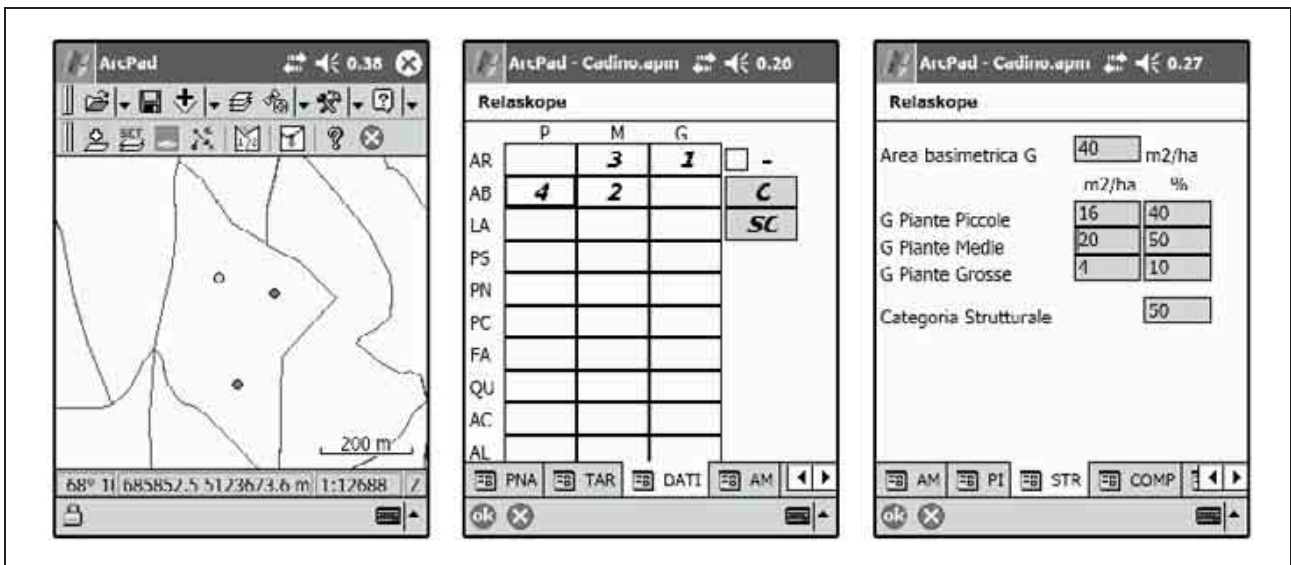 ArcPad 0.38
200 m
68° 685852.5 5123673.6 m 1:12688
ArcPad - Cadino.apm 0.26
Relaskope
P M G
AR 3 1 -
AB 4 2 C
LA SC
PS
PN
PC
FA
QU
AC
AL
PNA TAR DATI AM
ok
ArcPad - Cadino.apm 0.27
Relaskope
Area basimetrica G 40 m2/ha
m2/ha %
G Piante Piccole 16 40
G Piante Medie 20 50
G Piante Grosse 4 10
Categoria Strutturale 50
AM PI STR COMP
ok